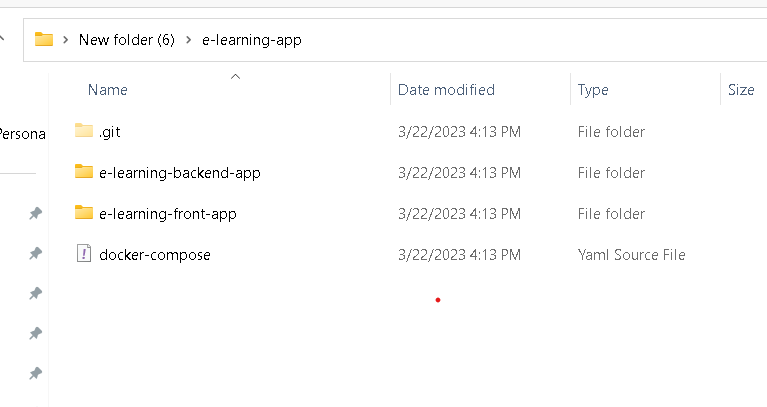 New folder (6) > e-learning-app
Name Date modified Type Size
Persona
.git 3/22/2023 4:13 PM File folder
e-learning-backend-app 3/22/2023 4:13 PM File folder
e-learning-front-app 3/22/2023 4:13 PM File folder
docker-compose 3/22/2023 4:13 PM Yaml Source File